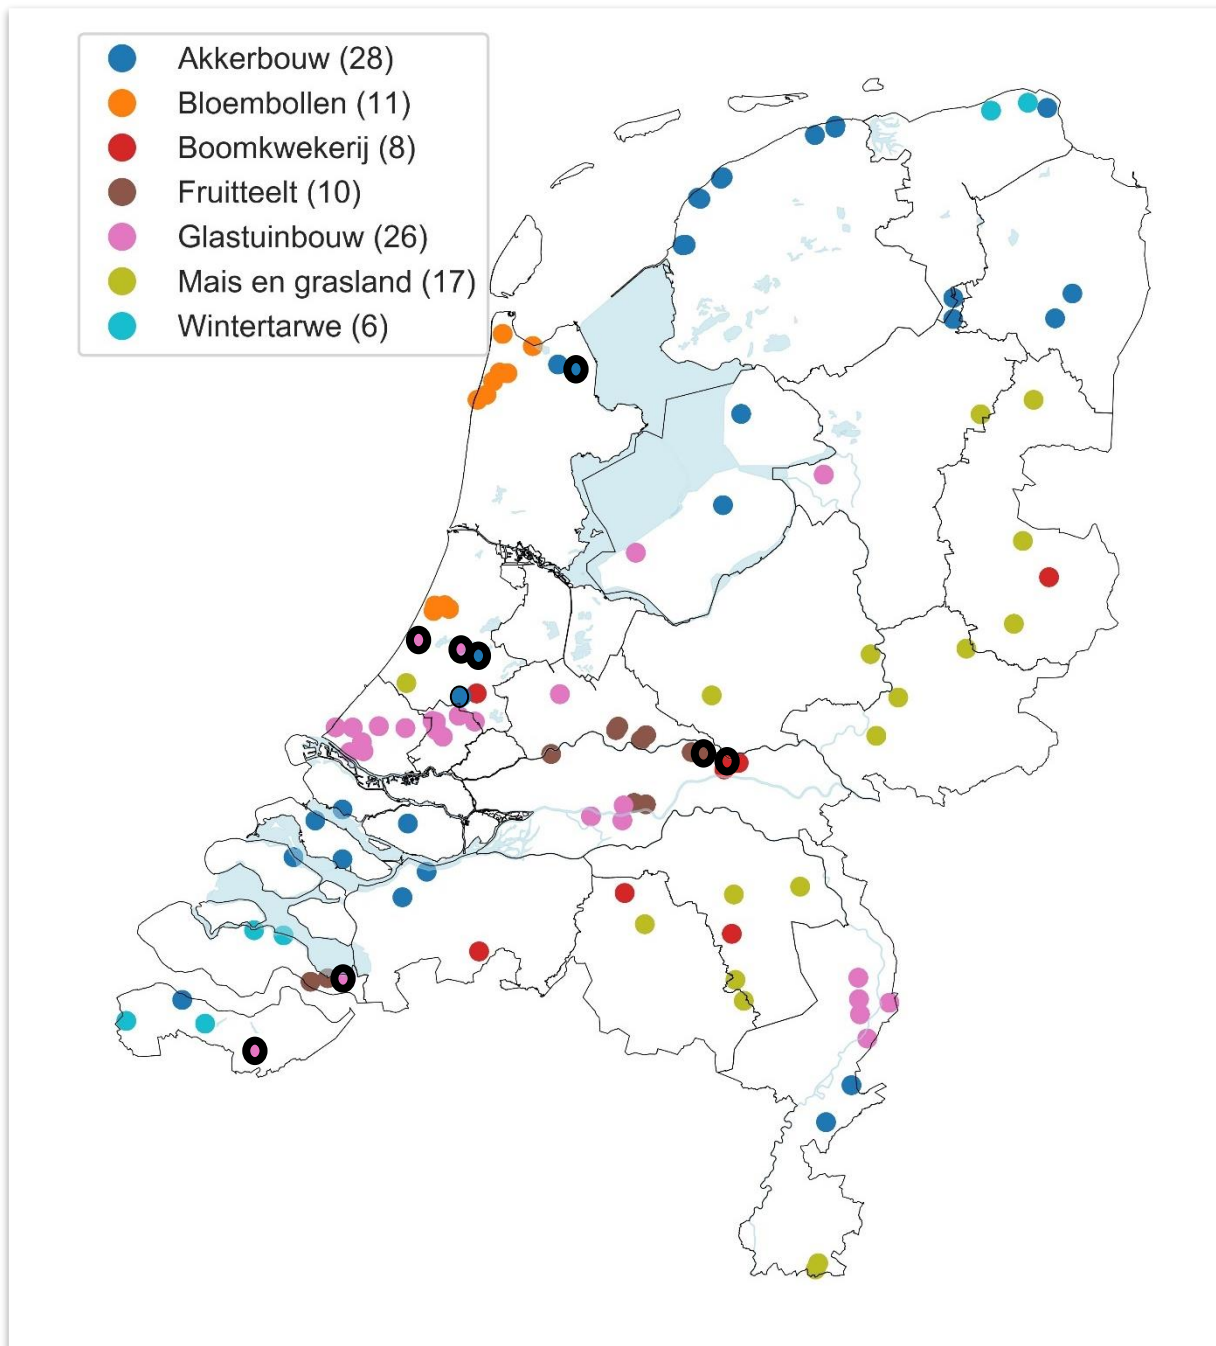 Akkerbouw (28)
Bloembollen (11)
Boomkwekerij (8)
Fruitteelt (10)
Glastuinbouw (26)
Mais en grasland (17)
Wintertarwe (6)